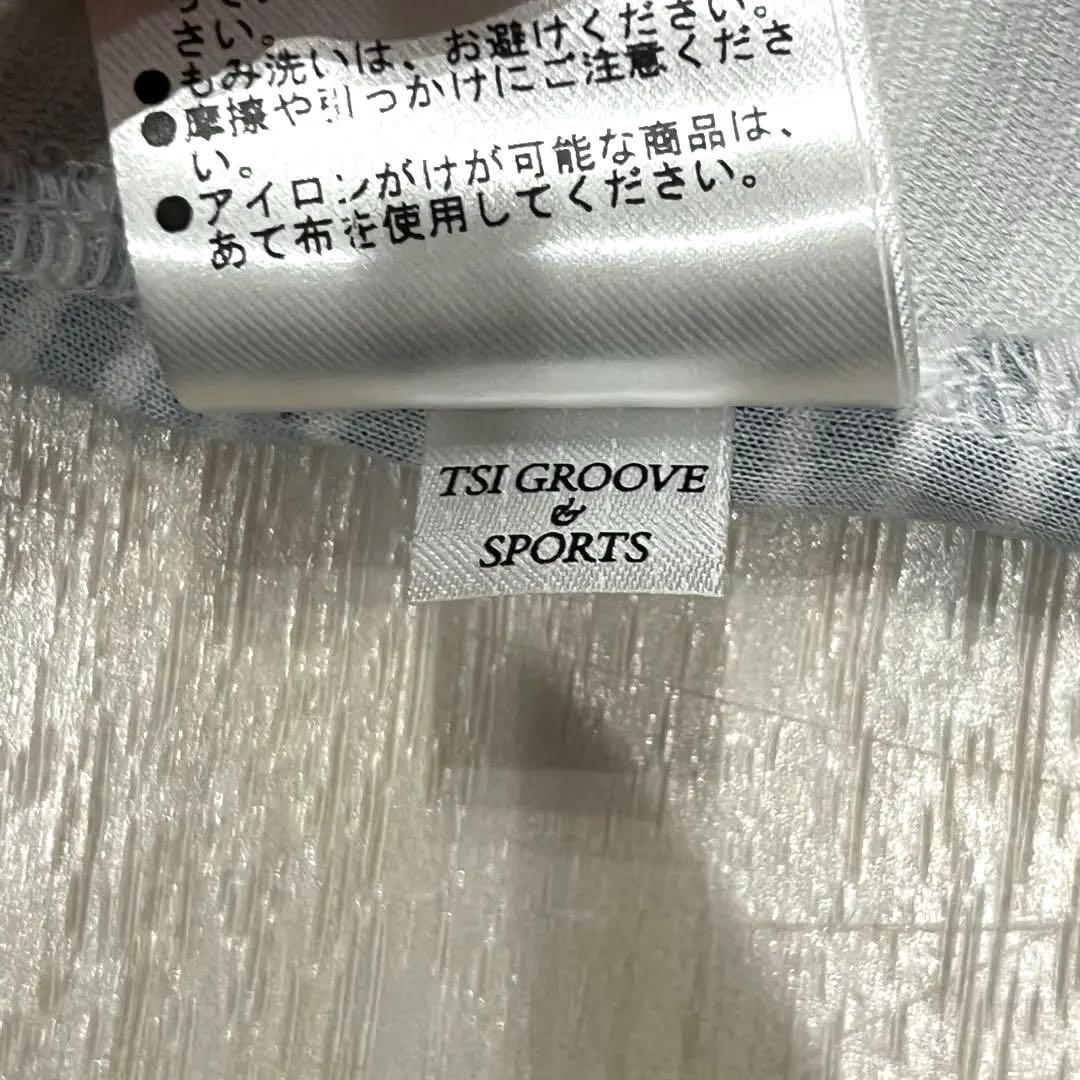 さい。
●もみ洗いは、お避けください。
●摩擦や引っかけにご注意くださ
い。
●アイロンがけが可能な商品は、
あて布を使用してください。
TSI GROOVE
&
SPORTS